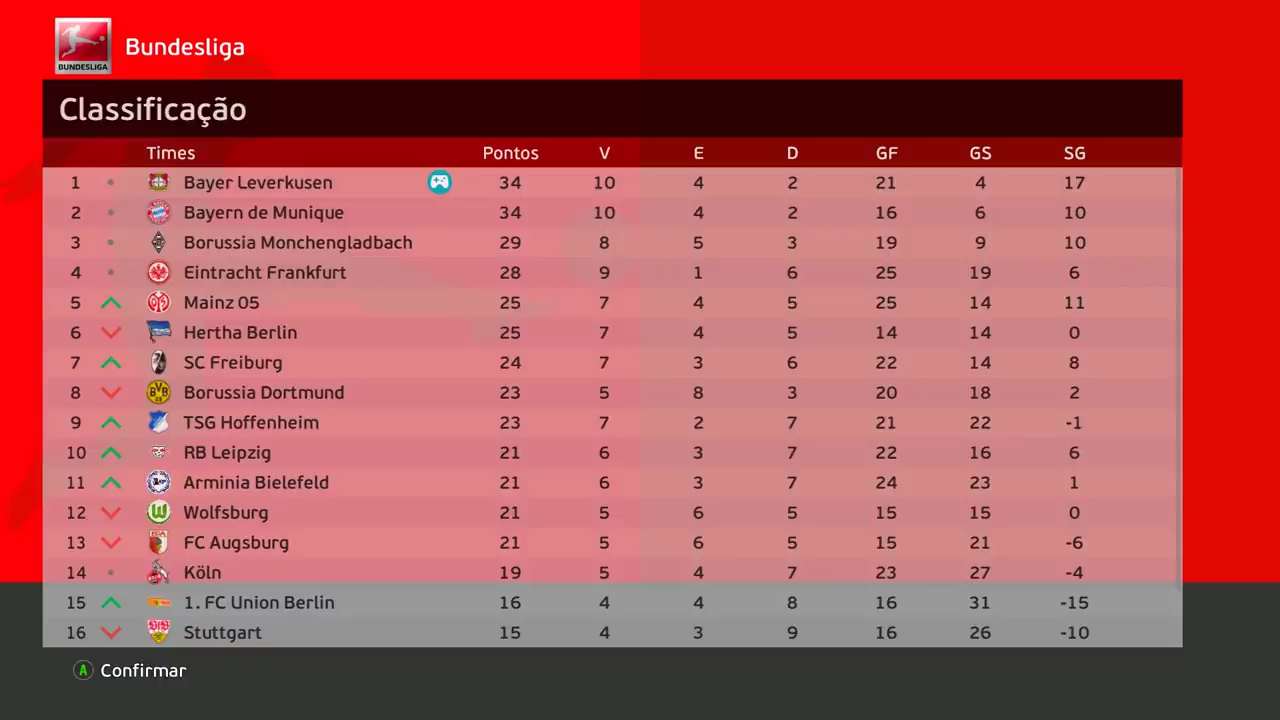 BUNDESLIGA
Bundesliga
Classificação
Times Pontos V E D GF GS SG
1 Bayer Leverkusen 34 10 4 2 21 4 17
2 Bayern de Munique 34 10 4 2 16 6 10
3 Borussia Monchengladbach 29 8 5 3 19 9 10
4 Eintracht Frankfurt 28 9 1 6 25 19 6
5 Mainz 05 25 7 4 5 25 14 11
6 Hertha Berlin 25 7 4 5 14 14 0
7 SC Freiburg 24 7 3 6 22 14 8
8 Borussia Dortmund 23 5 8 3 20 18 2
9 TSG Hoffenheim 23 7 2 7 21 22 -1
10 RB Leipzig 21 6 3 7 22 16 6
11 Arminia Bielefeld 21 6 3 7 24 23 1
12 Wolfsburg 21 5 6 5 15 15 0
13 FC Augsburg 21 5 6 5 15 21 -6
14 Köln 19 5 4 7 23 27 -4
15 1. FC Union Berlin 16 4 4 8 16 31 -15
16 Stuttgart 15 4 3 9 16 26 -10
A Confirmar